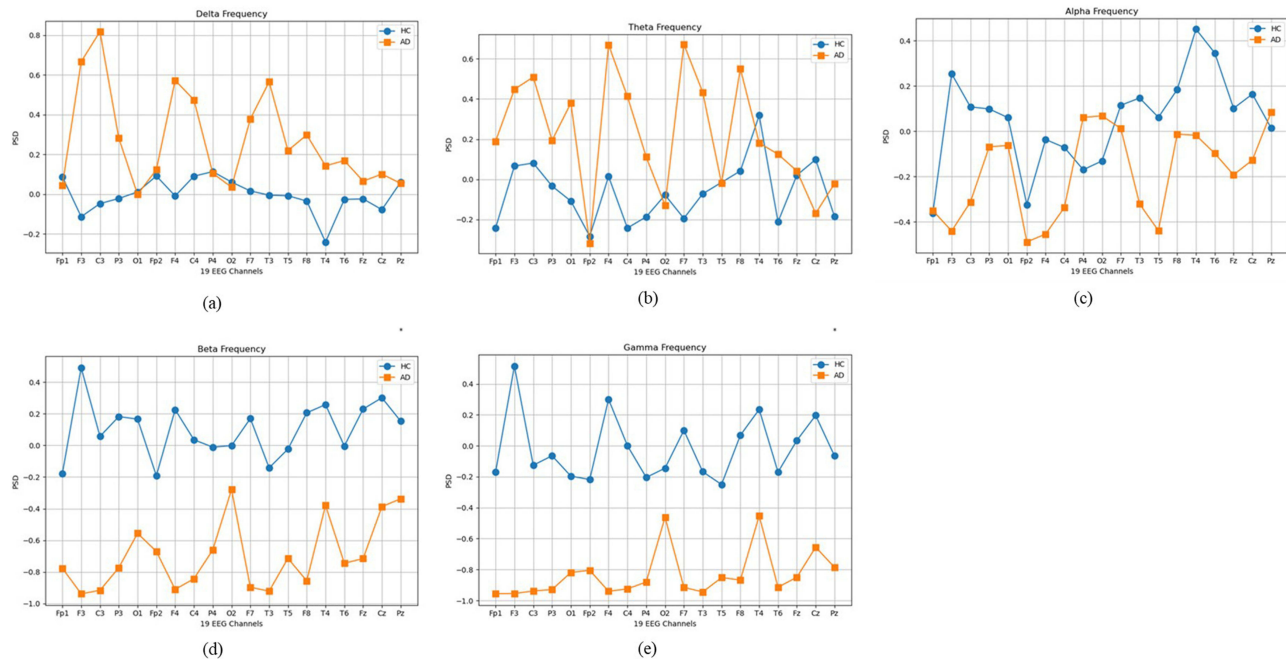 Delta Frequency
HC
AD
PSD
0.8
0.6
0.4
0.2
0.0
−0.2
Fp1 F3 C3 P3 O1 Fp2 F4 C4 P4 O2 F7 T3 T5 F8 T4 T6 Fz Cz Pz
19 EEG Channels
(a)
Theta Frequency
HC
AD
PSD
0.6
0.4
0.2
0.0
−0.2
Fp1 F3 C3 P3 O1 Fp2 F4 C4 P4 O2 F7 T3 T5 F8 T4 T6 Fz Cz Pz
19 EEG Channels
(b)
Alpha Frequency
HC
AD
PSD
0.4
0.2
0.0
−0.2
−0.4
Fp1 F3 C3 P3 O1 Fp2 F4 C4 P4 O2 F7 T3 T5 F8 T4 T6 Fz Cz Pz
19 EEG Channels
(c)
*
Beta Frequency
HC
AD
PSD
0.4
0.2
0.0
−0.2
−0.4
−0.6
−0.8
−1.0
Fp1 F3 C3 P3 O1 Fp2 F4 C4 P4 O2 F7 T3 T5 F8 T4 T6 Fz Cz Pz
19 EEG Channels
(d)
*
Gamma Frequency
HC
AD
PSD
0.4
0.2
0.0
−0.2
−0.4
−0.6
−0.8
−1.0
Fp1 F3 C3 P3 O1 Fp2 F4 C4 P4 O2 F7 T3 T5 F8 T4 T6 Fz Cz Pz
19 EEG Channels
(e)